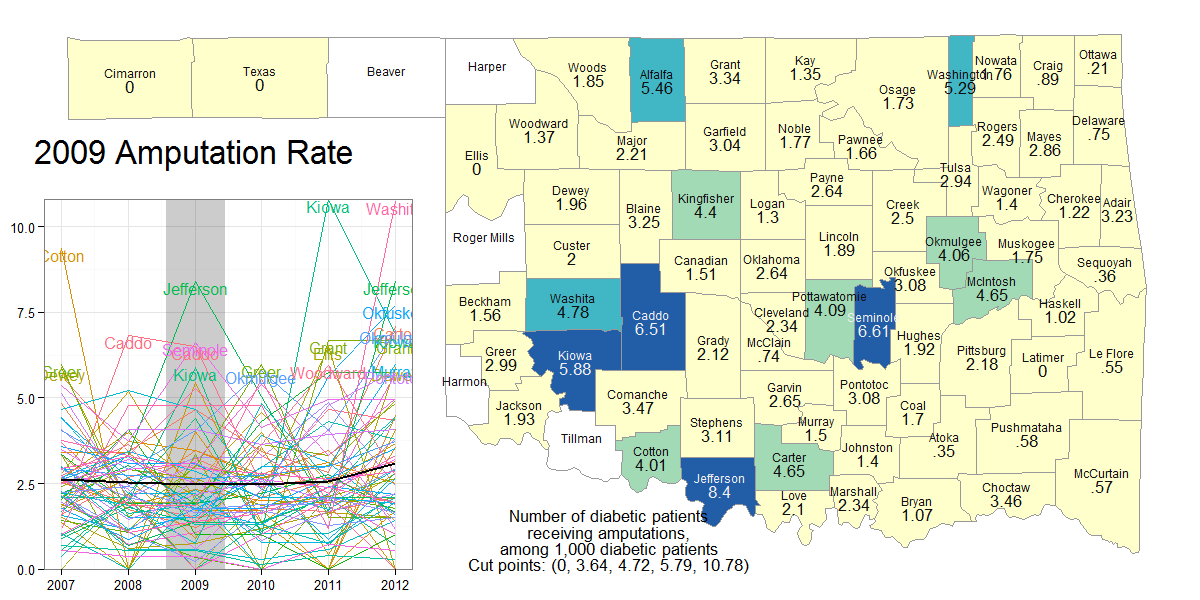 Cimarron
0
Texas
0
Beaver
Harper
Woods
1.85
Alfalfa
5.46
Grant
3.34
Kay
1.35
Osage
1.73
Washington
5.29
Nowata
1.76
Craig
.89
Ottawa
.21
2009 Amputation Rate
Ellis
0
Woodward
1.37
Major
2.21
Garfield
3.04
Noble
1.77
Pawnee
1.66
Tulsa
2.94
Rogers
2.49
Mayes
2.86
Delaware
.75
Dewey
1.96
Blaine
3.25
Kingfisher
4.4
Logan
1.3
Payne
2.64
Creek
2.5
Wagoner
1.4
Cherokee
1.22
Adair
3.23
Roger Mills
Custer
2
Canadian
1.51
Oklahoma
2.64
Lincoln
1.89
Okmulgee
4.06
Muskogee
1.75
Sequoyah
.36
Beckham
1.56
Washita
4.78
Caddo
6.51
Cleveland
2.34
Pottawatomie
4.09
Seminole
6.61
Okfuskee
3.08
McIntosh
4.65
Haskell
1.02
Greer
2.99
Kiowa
5.88
Grady
2.12
McClain
.74
Hughes
1.92
Pittsburg
2.18
Latimer
0
Le Flore
.55
Harmon
Jackson
1.93
Comanche
3.47
Garvin
2.65
Pontotoc
3.08
Coal
1.7
Tillman
Stephens
3.11
Murray
1.5
Johnston
1.4
Atoka
.35
Pushmataha
.58
McCurtain
.57
Cotton
4.01
Jefferson
8.4
Carter
4.65
Love
2.1
Marshall
2.34
Bryan
1.07
Choctaw
3.46
Number of diabetic patients
receiving amputations,
among 1,000 diabetic patients
Cut points: (0, 3.64, 4.72, 5.79, 10.78)
10.0
7.5
5.0
2.5
0.0
2007
2008
2009
2010
2011
2012
Cotton
Greer
Caddo
Jefferson
Seminole
Caddo
Kiowa
Greer
Okmulgee
Kiowa
Grant
Ellis
Woodward
Washit
Jeffers
Okfusk
Murra